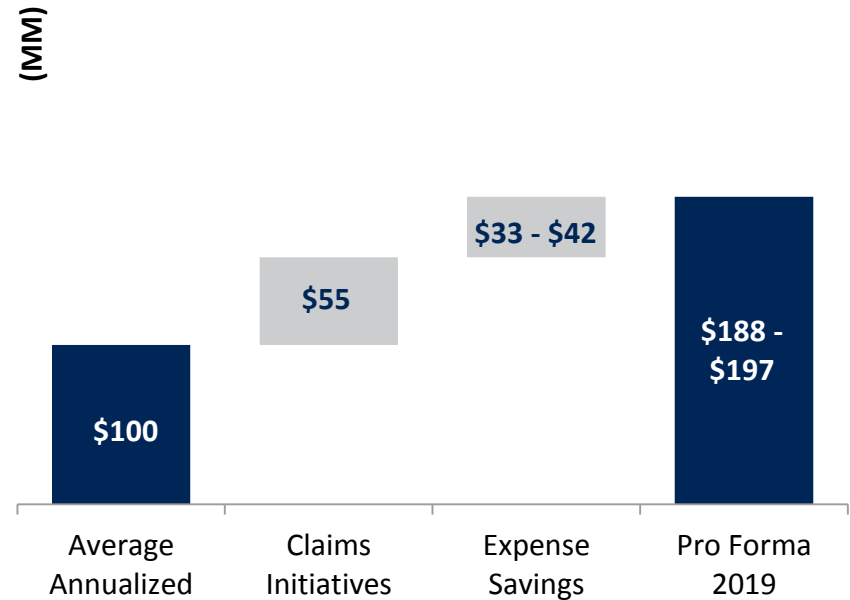 (MM)
$33 - $42
$55
$188 -
$197
$100
Average
Annualized
Claims
Initiatives
Expense
Savings
Pro Forma
2019